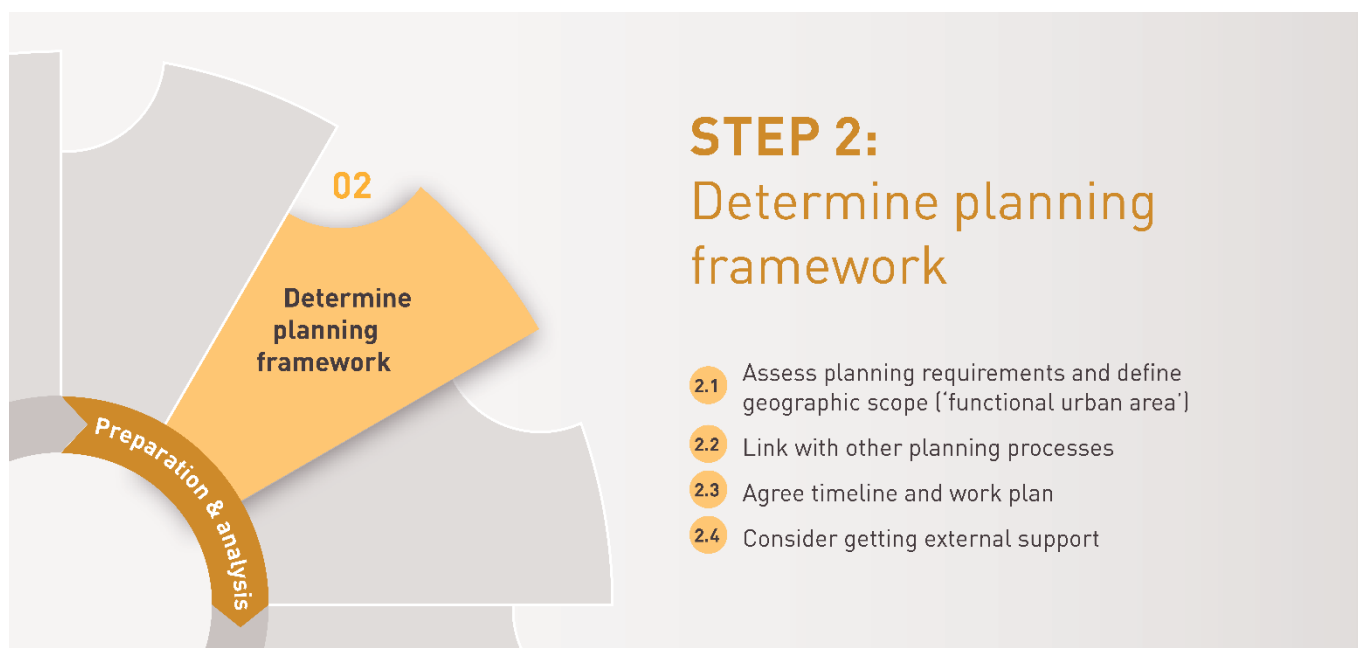 02
Determine
planning
framework
Preparation & analysis
STEP 2:
Determine planning
framework
2.1 Assess planning requirements and define
geographic scope (‘functional urban area’)
2.2 Link with other planning processes
2.3 Agree timeline and work plan
2.4 Consider getting external support